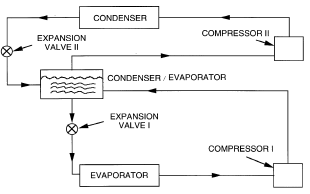 CONDENSER
EXPANSION
VALVE II
COMPRESSOR II
CONDENSER / EVAPORATOR
EXPANSION
VALVE I
COMPRESSOR I
EVAPORATOR